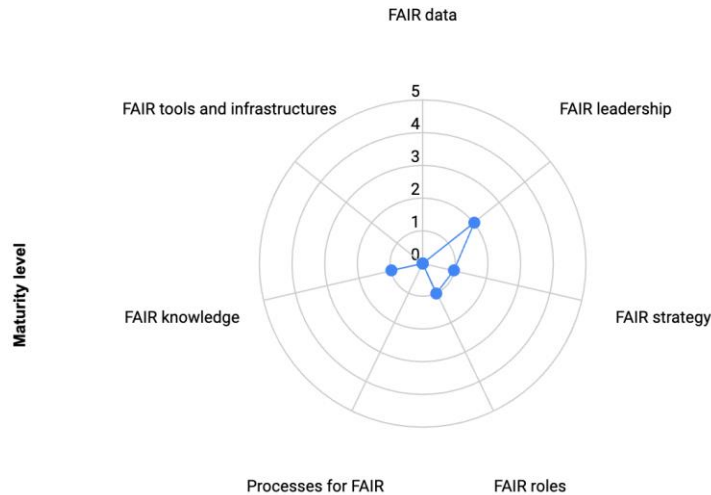 FAIR data
FAIR tools and infrastructures
FAIR leadership
5
4
3
2
1
0
Maturity level
FAIR knowledge
FAIR strategy
Processes for FAIR
FAIR roles